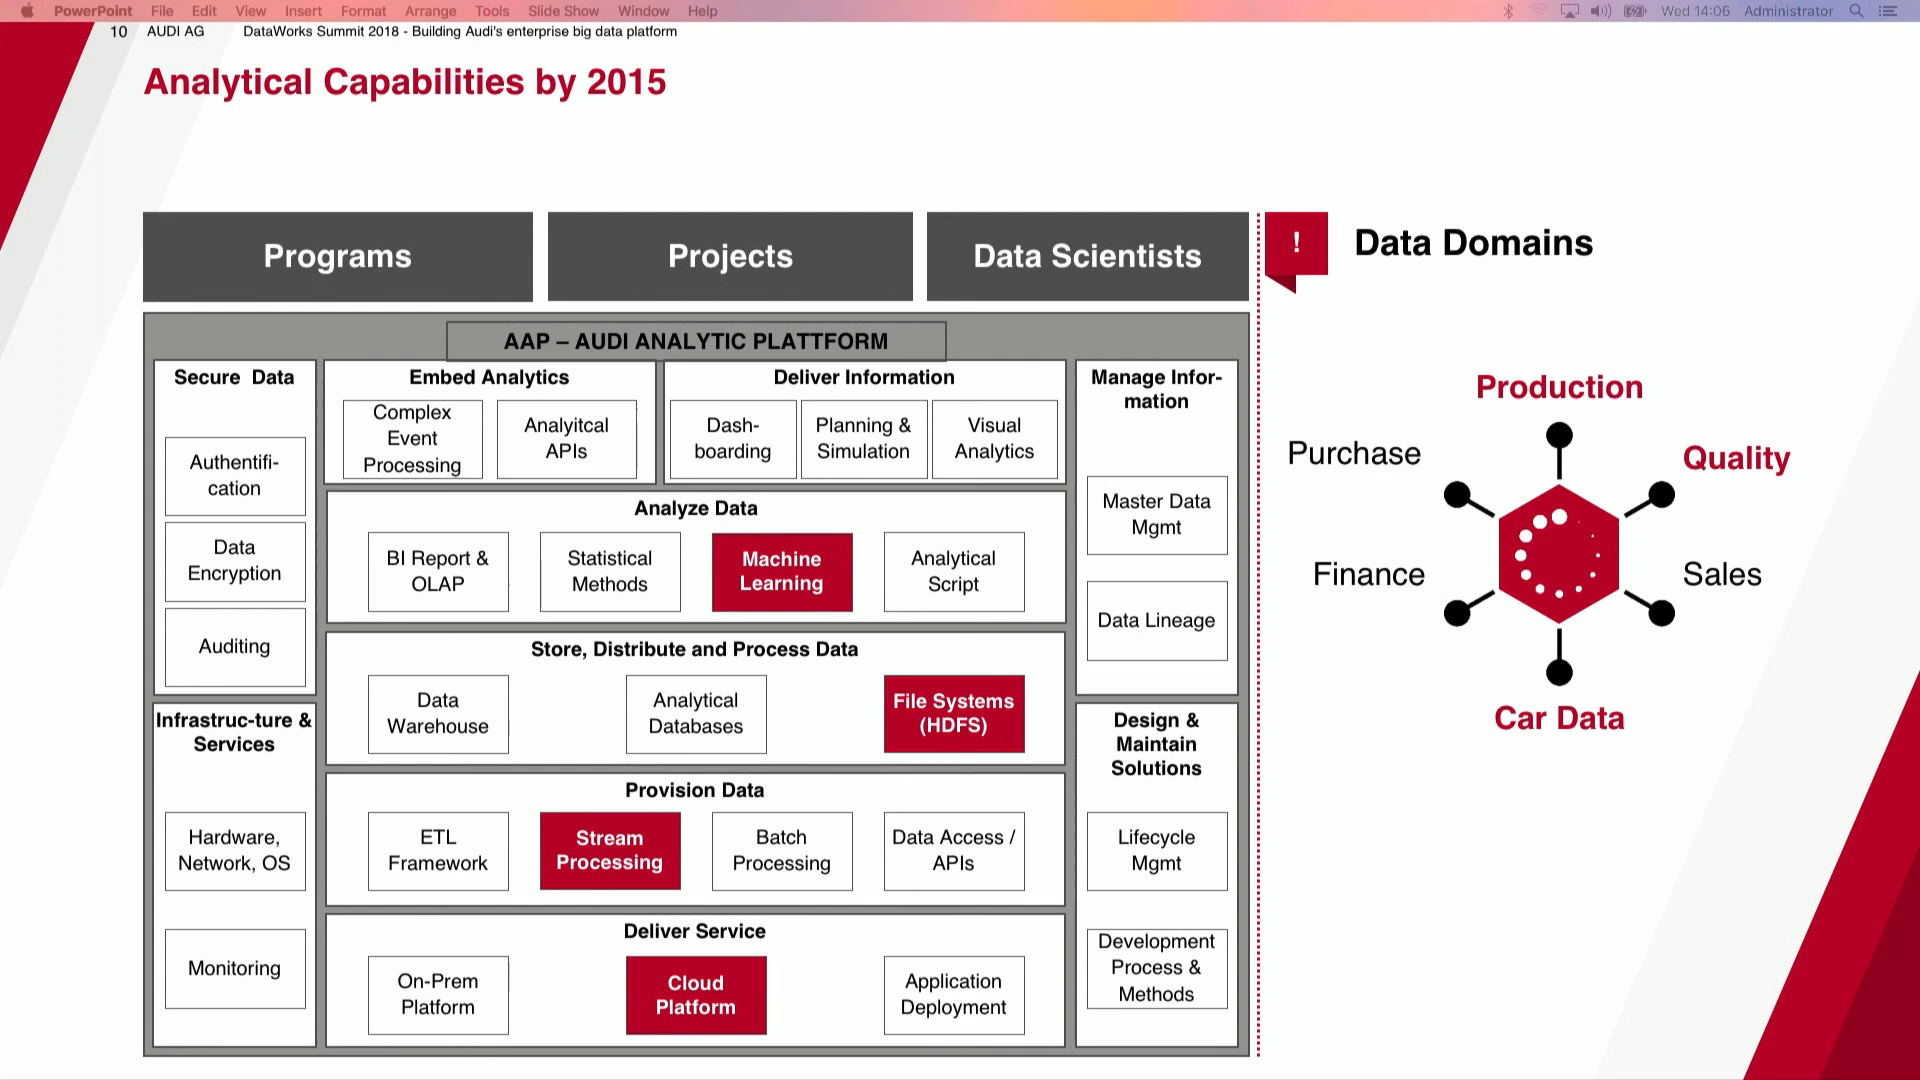 PowerPoint File Edit View Insert Format Arrange Tools Slide Show Window Help
Wed 14:06 Administrator
10 AUDI AG DataWorks Summit 2018 - Building Audi's enterprise big data platform
Analytical Capabilities by 2015
Programs
Projects
Data Scientists
AAP – AUDI ANALYTIC PLATTFORM
Secure Data
Authentifi-
cation
Data
Encryption
Auditing
Infrastruc-ture &
Services
Hardware,
Network, OS
Monitoring
Embed Analytics
Complex
Event
Processing
Analyitcal
APIs
Deliver Information
Dash-
boarding
Planning &
Simulation
Visual
Analytics
Analyze Data
BI Report &
OLAP
Statistical
Methods
Machine
Learning
Analytical
Script
Store, Distribute and Process Data
Data
Warehouse
Analytical
Databases
File Systems
(HDFS)
Provision Data
ETL
Framework
Stream
Processing
Batch
Processing
Data Access /
APIs
Deliver Service
On-Prem
Platform
Cloud
Platform
Application
Deployment
Manage Infor-
mation
Master Data
Mgmt
Data Lineage
Design &
Maintain
Solutions
Lifecycle
Mgmt
Development
Process &
Methods
!
Data Domains
Production
Purchase
Quality
Finance
Sales
Car Data